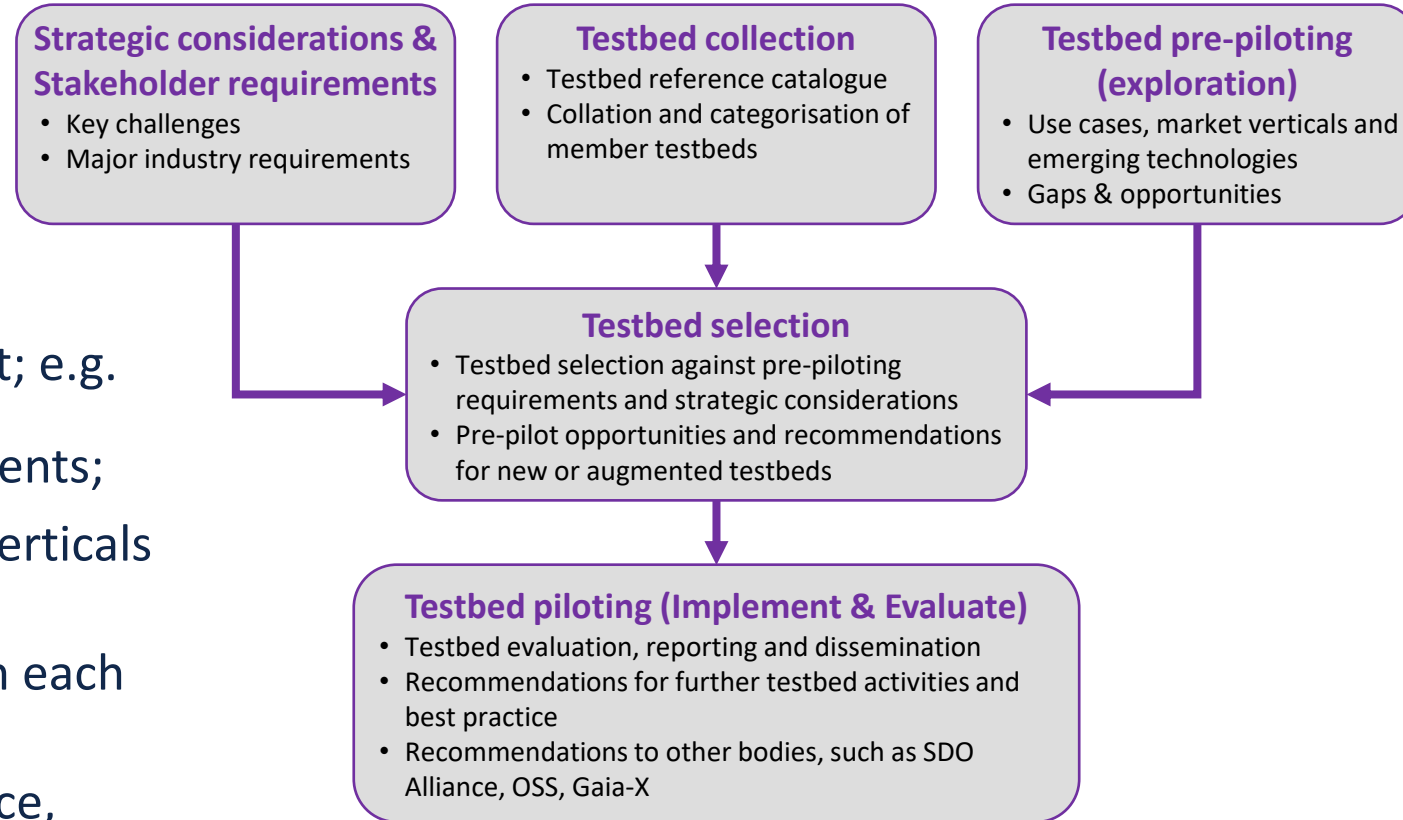 Strategic considerations &
Stakeholder requirements
• Key challenges
• Major industry requirements
Testbed collection
• Testbed reference catalogue
• Collation and categorisation of
member testbeds
Testbed pre-piloting
(exploration)
• Use cases, market verticals and
emerging technologies
• Gaps & opportunities
t; e.g.
ents;
erticals
n each
ce,
Testbed selection
• Testbed selection against pre-piloting
requirements and strategic considerations
• Pre-pilot opportunities and recommendations
for new or augmented testbeds
Testbed piloting (Implement & Evaluate)
• Testbed evaluation, reporting and dissemination
• Recommendations for further testbed activities and
best practice
• Recommendations to other bodies, such as SDO
Alliance, OSS, Gaia-X